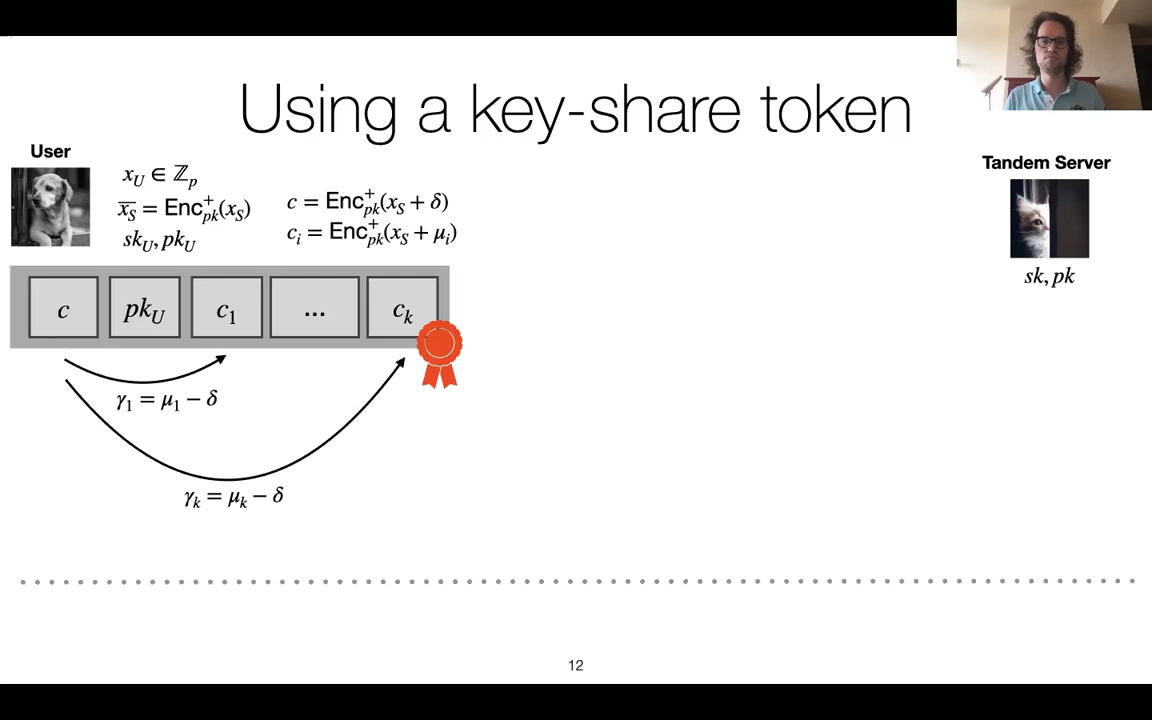 Using a key-share token
User
Tandem Server
x_U ∈ ℤ_p
x̅_S = Enc⁺_pk(x_S)
sk_U, pk_U
c = Enc⁺_pk(x_S + δ)
c_i = Enc⁺_pk(x_S + μ_i)
sk, pk
c pk_U c_1 ... c_k
γ_1 = μ_1 − δ
γ_k = μ_k − δ
12